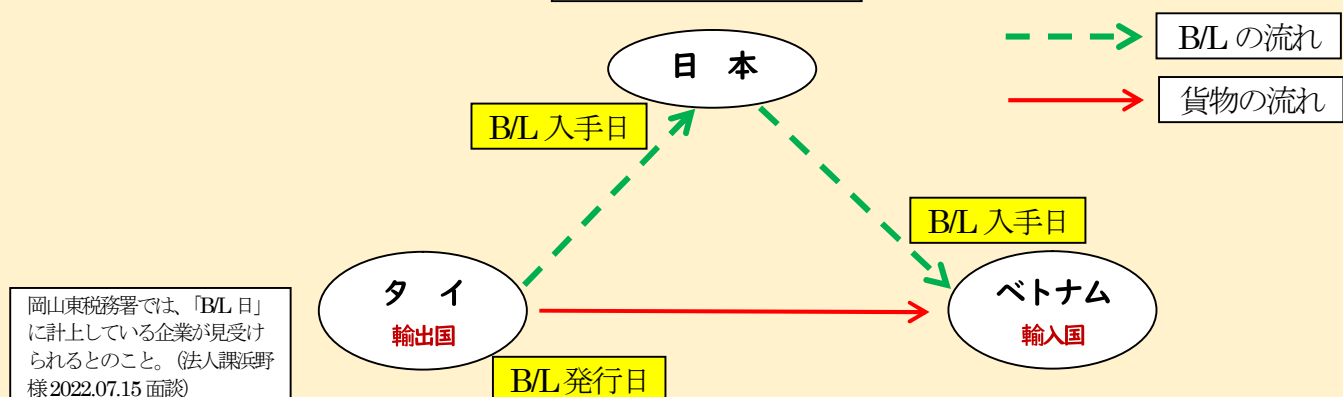 B/L の流れ
日 本
貨物の流れ
B/L 入手日
B/L 入手日
タ イ
輸出国
ベトナム
輸入国
岡山東税務署では、「B/L 日」
に計上している企業が見受け
られるとのこと。(法人課浜野
様 2022.07.15 面談)
B/L 発行日